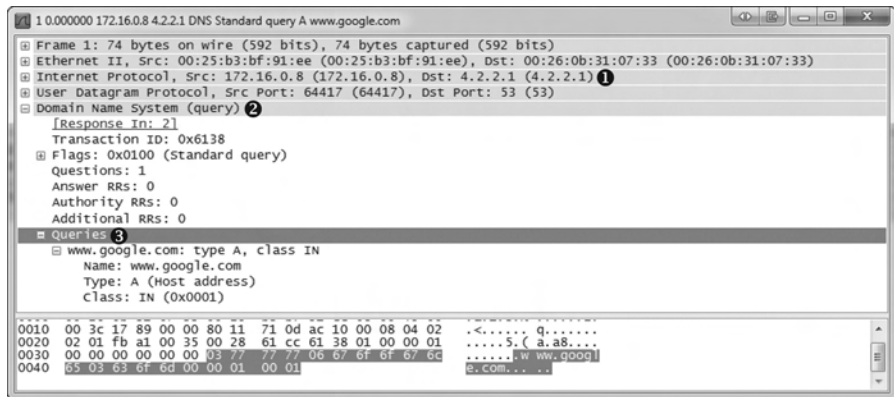 1 0.000000 172.16.0.8 4.2.2.1 DNS Standard query A www.google.com
Frame 1: 74 bytes on wire (592 bits), 74 bytes captured (592 bits)
Ethernet II, Src: 00:25:b3:bf:91:ee (00:25:b3:bf:91:ee), Dst: 00:26:0b:31:07:33 (00:26:0b:31:07:33)
Internet Protocol, Src: 172.16.0.8 (172.16.0.8), Dst: 4.2.2.1 (4.2.2.1) ❶
User Datagram Protocol, Src Port: 64417 (64417), Dst Port: 53 (53)
Domain Name System (query) ❷
[Response In: 2]
Transaction ID: 0x6138
Flags: 0x0100 (Standard query)
Questions: 1
Answer RRs: 0
Authority RRs: 0
Additional RRs: 0
Queries ❸
www.google.com: type A, class IN
Name: www.google.com
Type: A (Host address)
Class: IN (0x0001)
0010 00 3c 17 89 00 00 80 11 71 0d ac 10 00 08 04 02 .<...... q.......
0020 02 01 fb a1 00 35 00 28 61 cc 61 38 01 00 00 01 .....5.( a.a8....
0030 00 00 00 00 00 00 03 77 77 77 06 67 6f 6f 67 6c .......w ww.googl
0040 65 03 63 6f 6d 00 00 01 00 01 e.com... ..